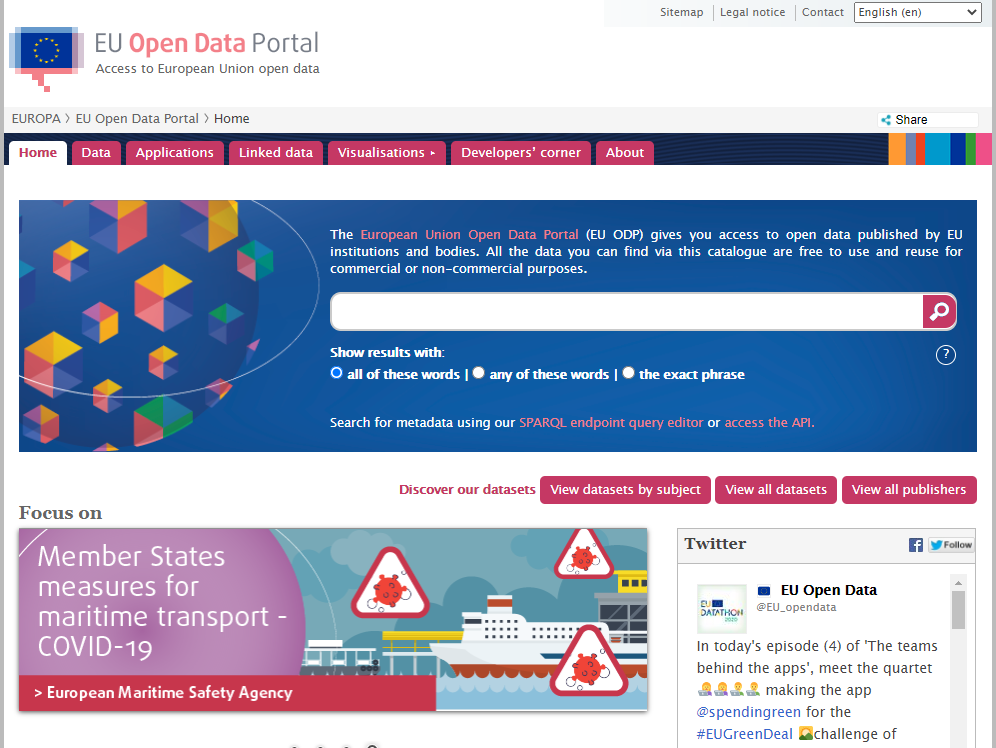 Sitemap Legal notice Contact English (en)
EU Open Data Portal
Access to European Union open data
EUROPA > EU Open Data Portal > Home
Share
Home Data Applications Linked data Visualisations ▸ Developers' corner About
The European Union Open Data Portal (EU ODP) gives you access to open data published by EU
institutions and bodies. All the data you can find via this catalogue are free to use and reuse for
commercial or non-commercial purposes.
Show results with:
?
all of these words | any of these words | the exact phrase
Search for metadata using our SPARQL endpoint query editor or access the API.
Discover our datasets View datasets by subject View all datasets View all publishers
Focus on
Member States
measures for
maritime transport -
COVID-19
> European Maritime Safety Agency
Twitter
Follow
EU Open Data
@EU_opendata
EU
DATATHON
2020
In today's episode (4) of 'The teams
behind the apps', meet the quartet
making the app
@spendingreen for the
#EUGreenDeal challenge of